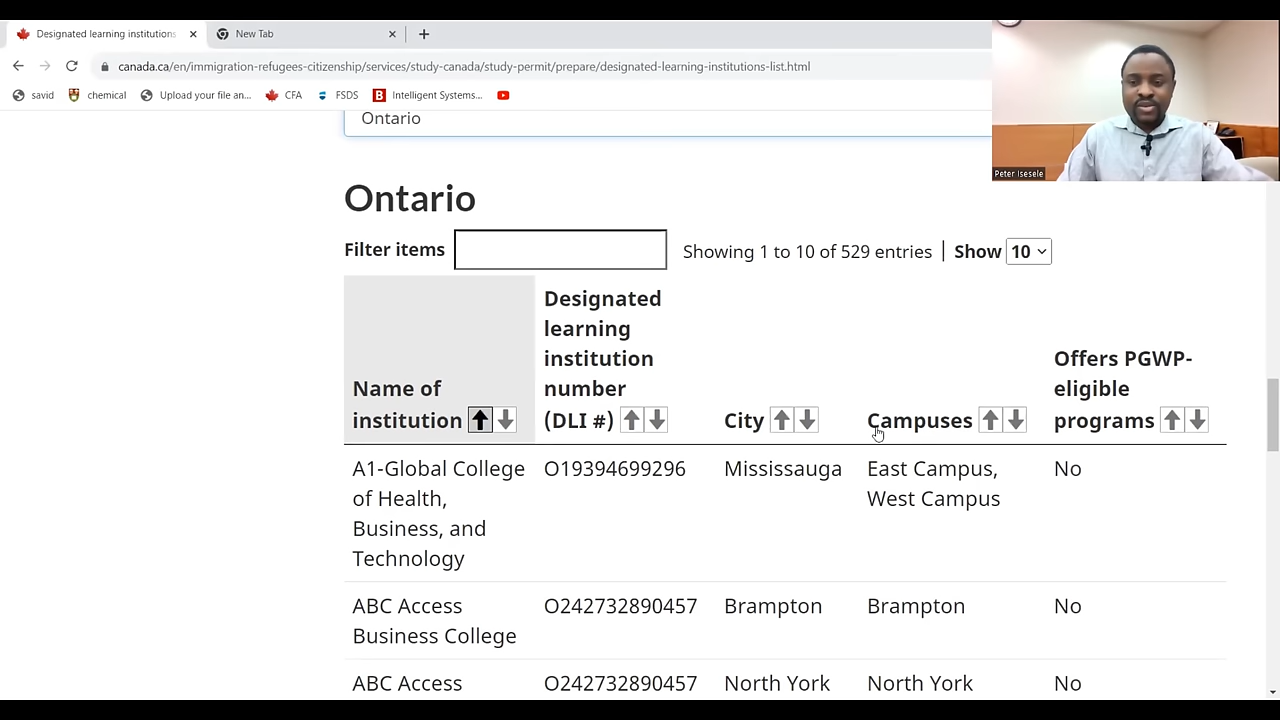 Designated learning institutions
New Tab
canada.ca/en/immigration-refugees-citizenship/services/study-canada/study-permit/prepare/designated-learning-institutions-list.html
savid
chemical
Upload your file an...
CFA
FSDS
B
Intelligent Systems...
Peter Isesele
Ontario
Ontario
Filter items
Showing 1 to 10 of 529 entries | Show 10
Name of
institution
Designated
learning
institution
number
(DLI #)
City
Campuses
Offers PGWP-
eligible
programs
A1-Global College
of Health,
Business, and
Technology
O19394699296
Mississauga
East Campus,
West Campus
No
ABC Access
Business College
O242732890457
Brampton
Brampton
No
ABC Access
O242732890457
North York
North York
No